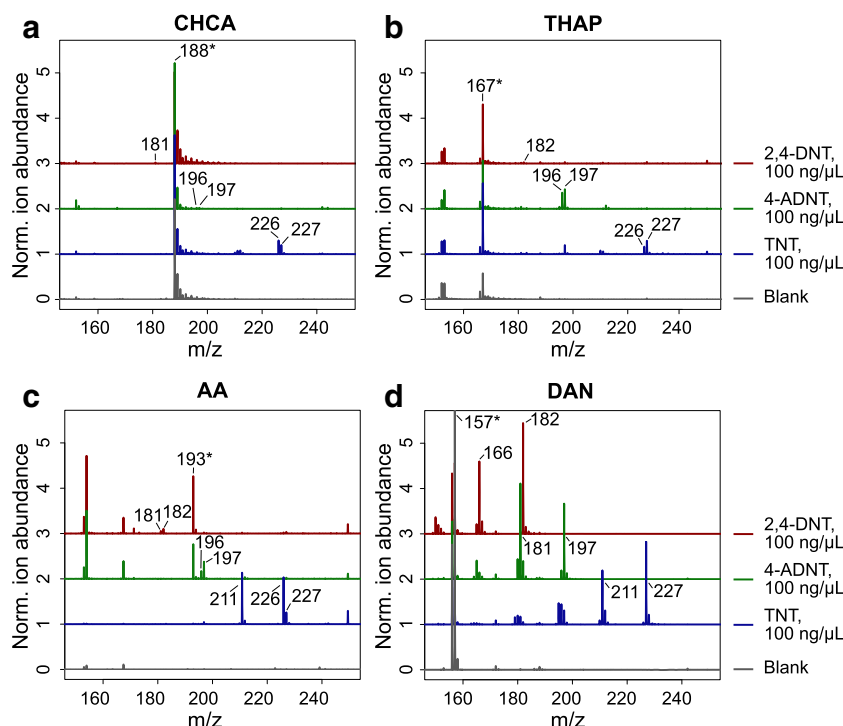 a
CHCA
b
THAP
Norm. ion abundance
0
1
2
3
4
5
188*
181
196
197
226
227
160
180
200
220
240
m/z
Norm. ion abundance
0
1
2
3
4
5
167*
182
196
197
226
227
160
180
200
220
240
m/z
2,4-DNT,
100 ng/µL
4-ADNT,
100 ng/µL
TNT,
100 ng/µL
Blank
c
AA
d
DAN
Norm. ion abundance
0
1
2
3
4
5
193*
181
182
196
197
211
226
227
160
180
200
220
240
m/z
Norm. ion abundance
0
1
2
3
4
5
157*
182
166
181
197
211
227
160
180
200
220
240
m/z
2,4-DNT,
100 ng/µL
4-ADNT,
100 ng/µL
TNT,
100 ng/µL
Blank